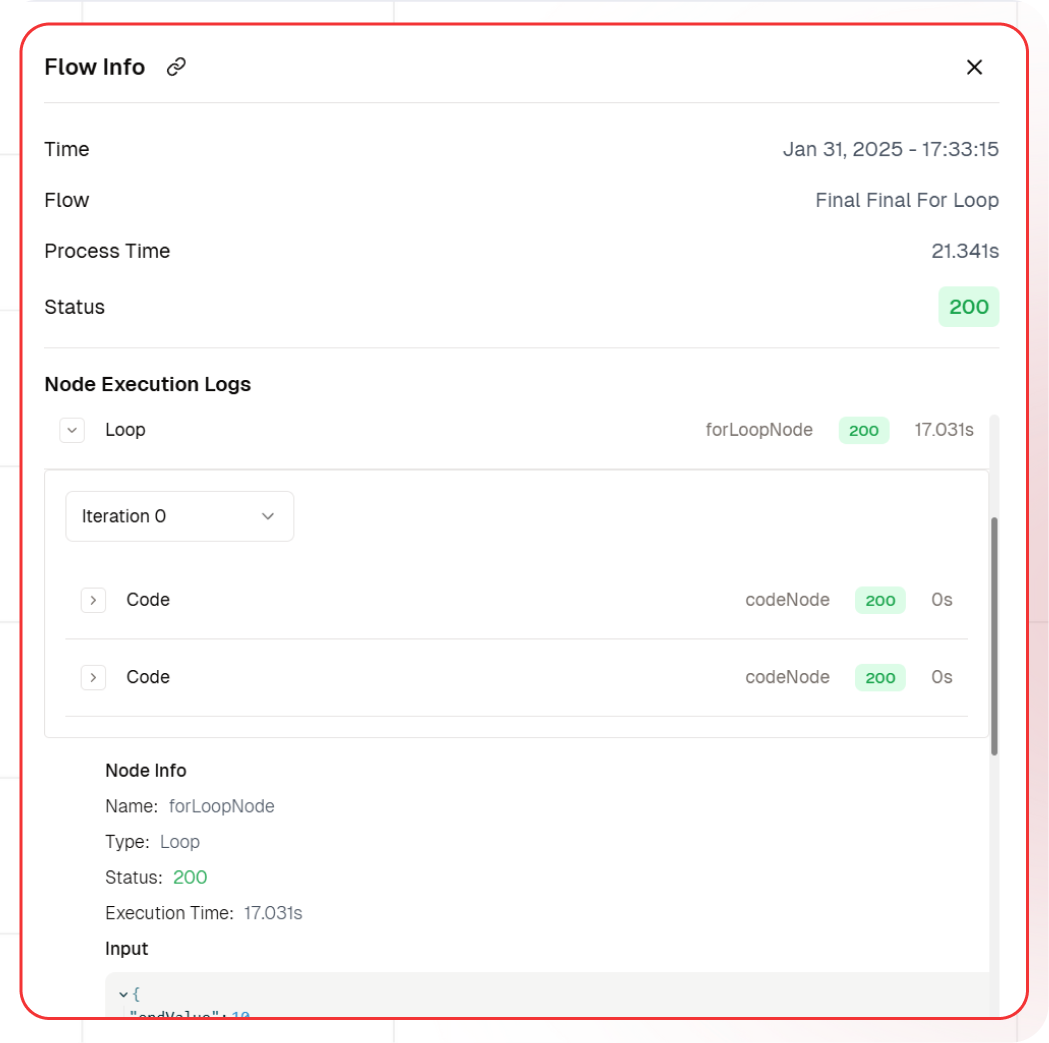 Flow Info
Time Jan 31, 2025 - 17:33:15
Flow Final Final For Loop
Process Time 21.341s
Status 200
Node Execution Logs
Loop forLoopNode 200 17.031s
Iteration 0
Code codeNode 200 0s
Code codeNode 200 0s
Node Info
Name: forLoopNode
Type: Loop
Status: 200
Execution Time: 17.031s
Input
{
"endValue": 10